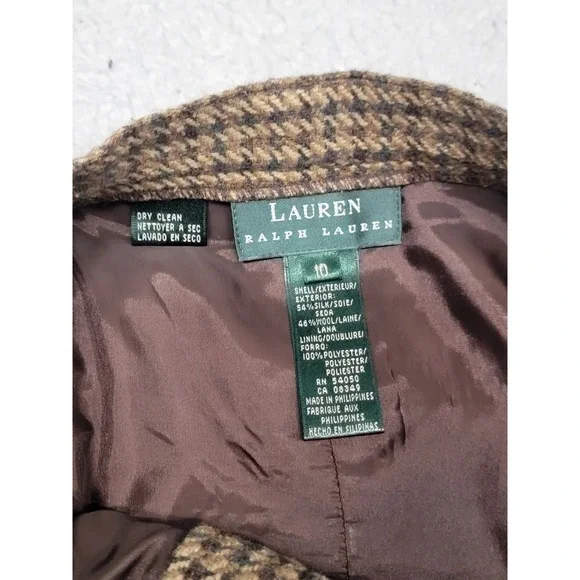 DRY CLEAN
NETTOYER A SEC
LAVADO EN SECO
LAUREN
RALPH LAUREN
10
SHELL/EXTERIEUR/
EXTERIOR:
54%SILK/SOIE/
SEDA
46%WOOL/LAINE/
LANA
LINING/DOUBLURE/
FORRO:
100%POLYESTER/
POLYESTER/
POLIESTER
RN 54050
CA 08349
MADE IN PHILIPPINES
FABRIQUE AUX
PHILIPPINES
HECHO EN FILIPINAS